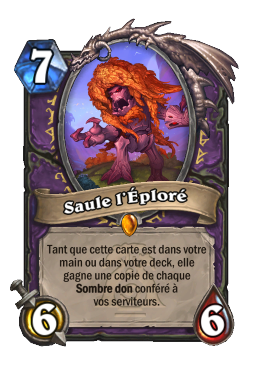 7
Saule l'Éploré
Tant que cette carte est dans votre
main ou dans votre deck, elle
gagne une copie de chaque
Sombre don conféré à
vos serviteurs.
6
6